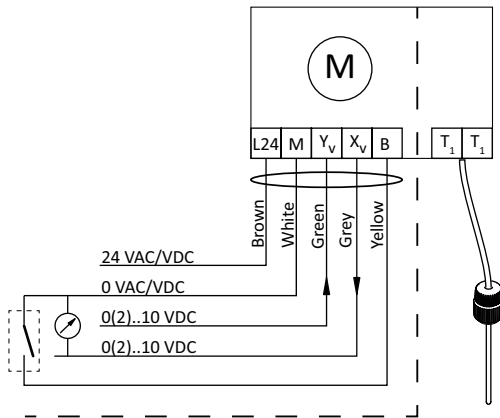 M
L24 M Yv Xv B T1 T1
Brown
White
Green
Grey
Yellow
24 VAC/VDC
0 VAC/VDC
0(2)..10 VDC
0(2)..10 VDC